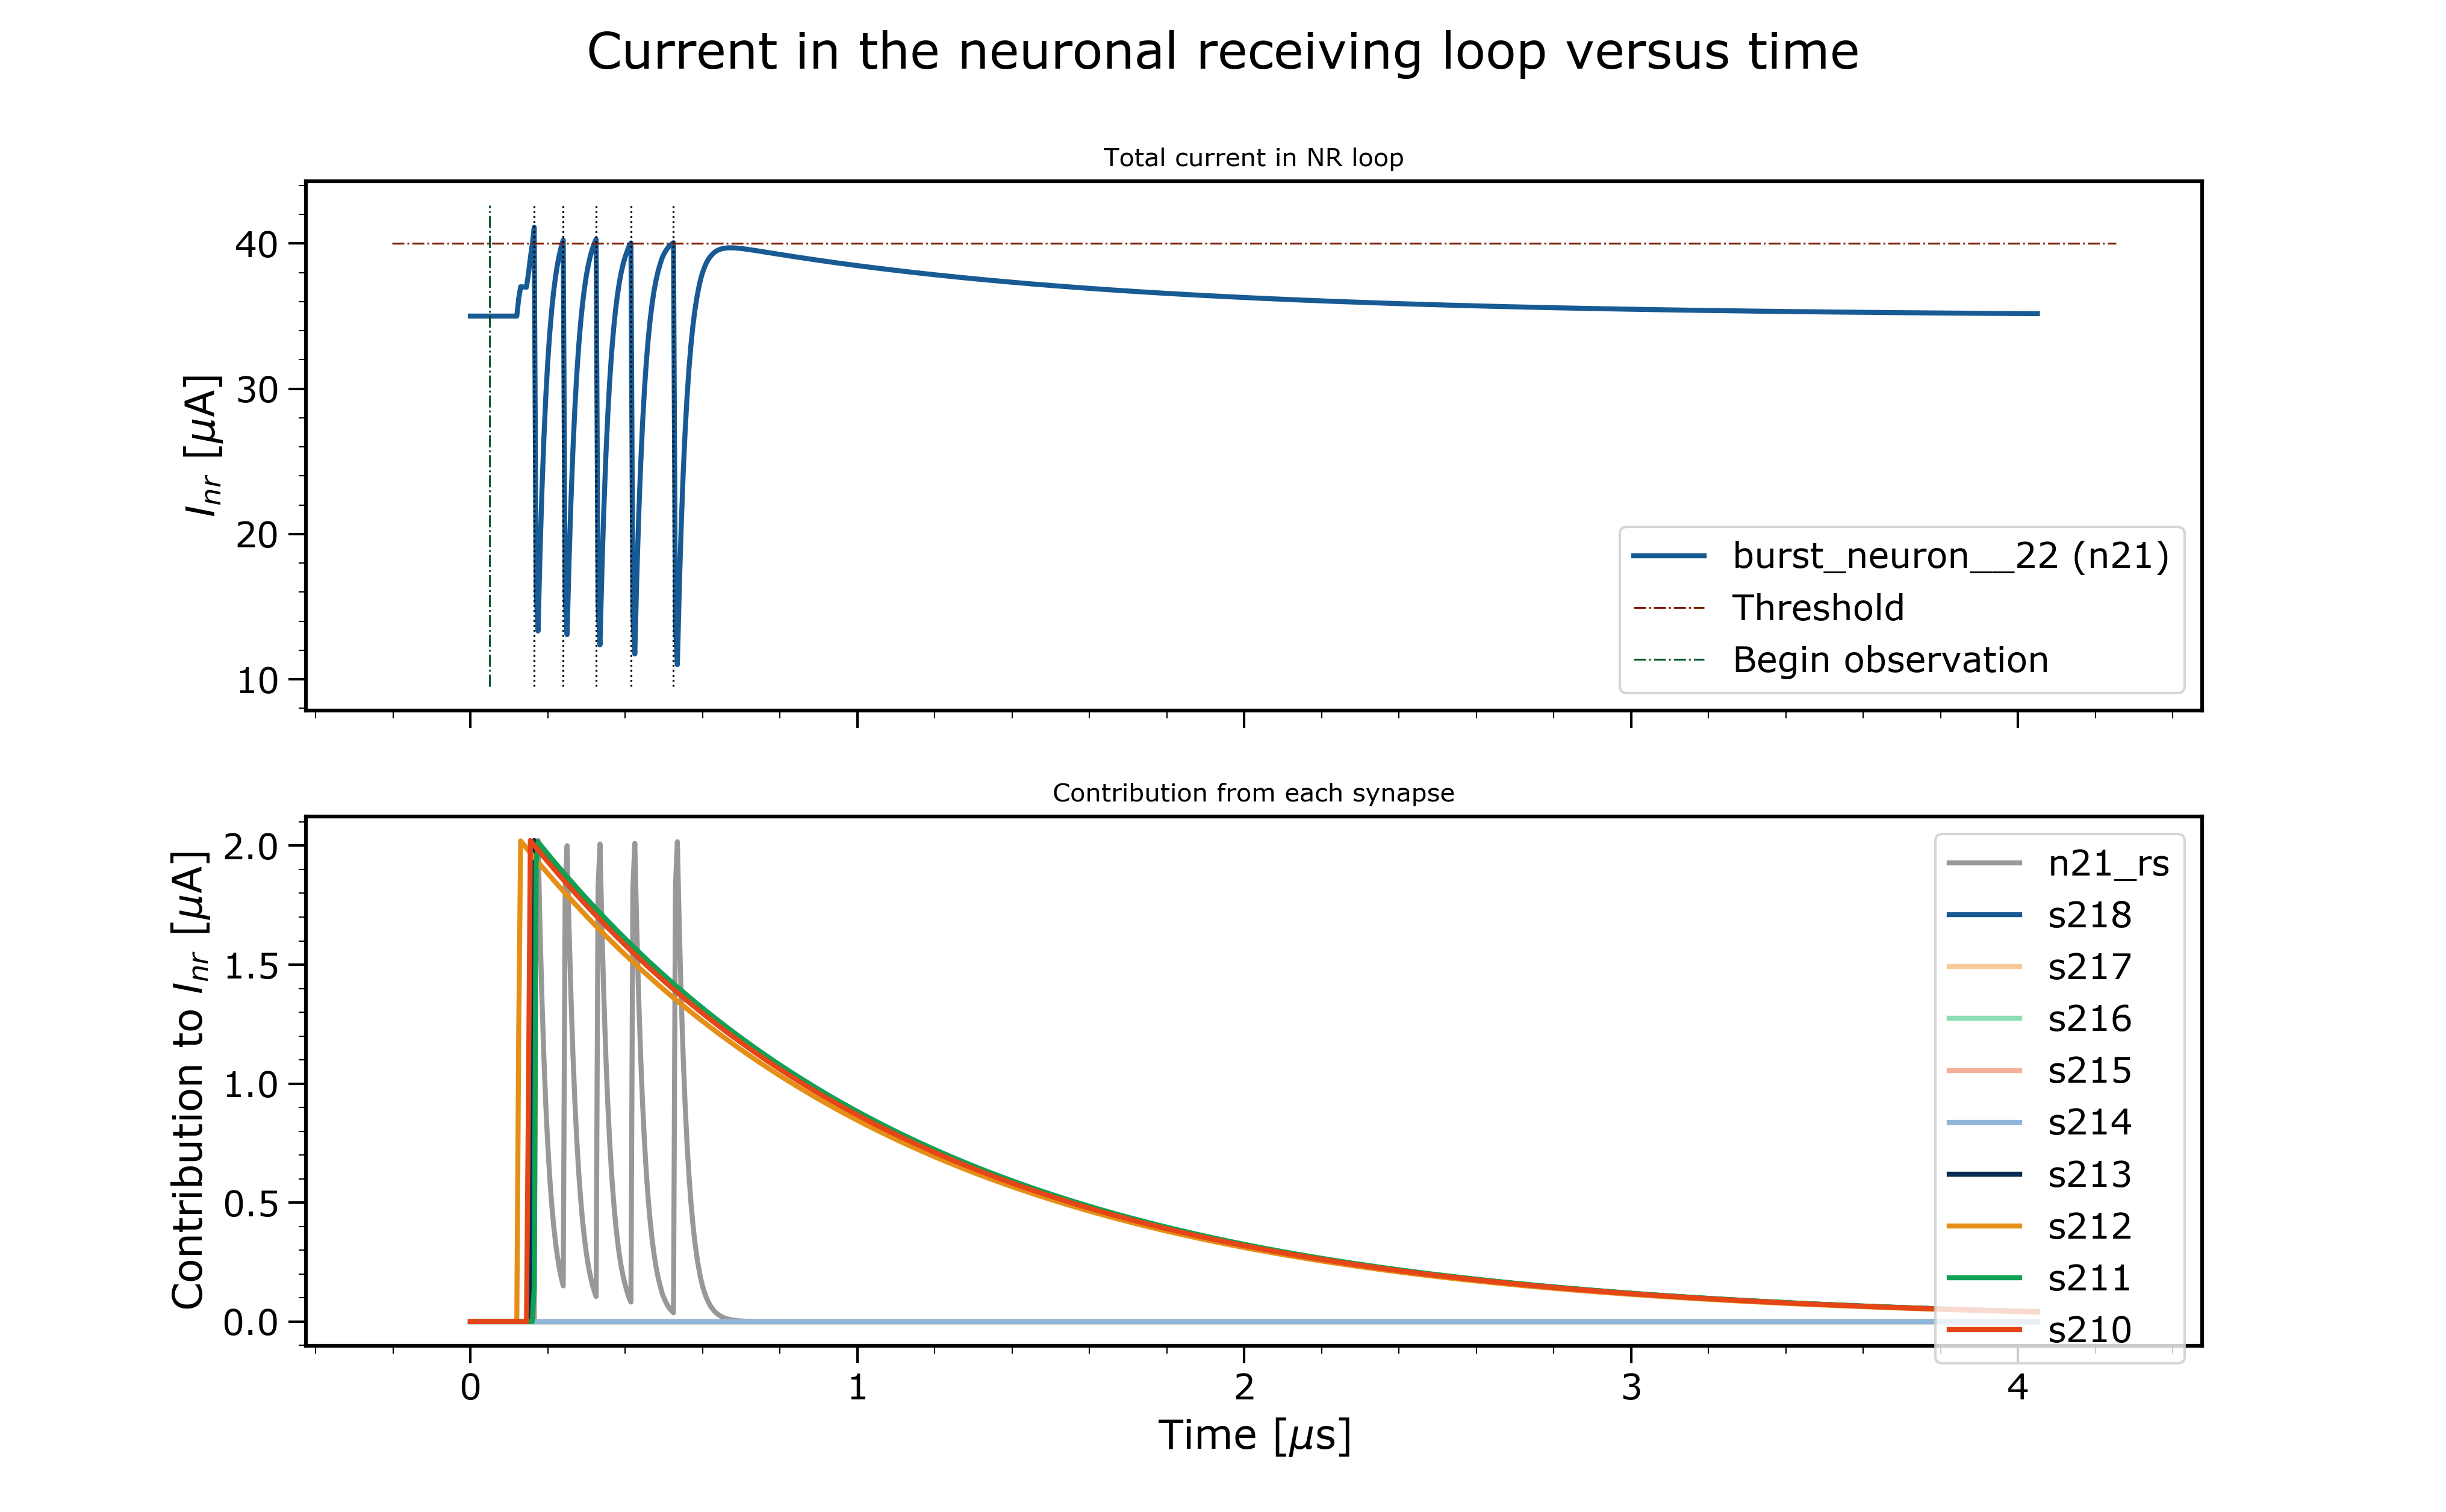 Current in the neuronal receiving loop versus time
Total current in NR loop
40
30
20
10
I_nr [μA]
burst_neuron__22 (n21)
Threshold
Begin observation
Contribution from each synapse
2.0
1.5
1.0
0.5
0.0
Contribution to I_nr [μA]
n21_rs
s218
s217
s216
s215
s214
s213
s212
s211
s210
0 1 2 3 4
Time [μs]